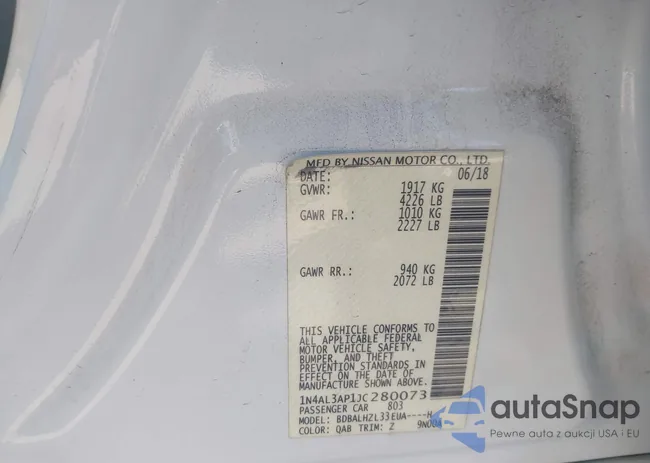 MFD BY NISSAN MOTOR CO., LTD.
DATE: 06/18
GVWR: 1917 KG
4226 LB
GAWR FR.: 1010 KG
2227 LB
GAWR RR.: 940 KG
2072 LB
THIS VEHICLE CONFORMS TO
ALL APPLICABLE FEDERAL
MOTOR VEHICLE SAFETY,
BUMPER, AND THEFT
PREVENTION STANDARDS IN
EFFECT ON THE DATE OF
MANUFACTURE SHOWN ABOVE.
1N4AL3AP1JC280073
PASSENGER CAR 803
MODEL: BDBALHZL33EUA----H
COLOR: QAB TRIM: Z
autoSnap
Pewne auta z aukcji USA i EU